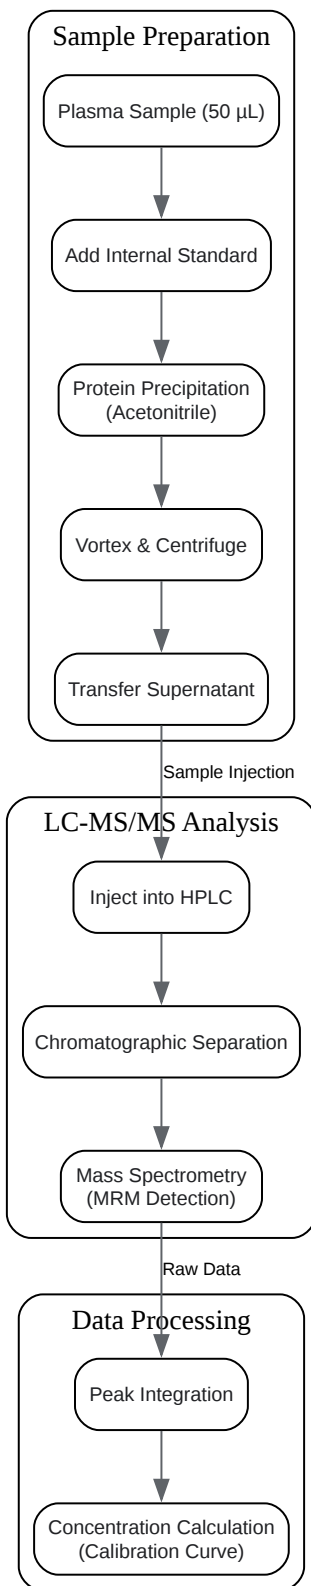 Sample Preparation
Plasma Sample (50 µL)
Add Internal Standard
Protein Precipitation
(Acetonitrile)
Vortex & Centrifuge
Transfer Supernatant
Sample Injection
LC-MS/MS Analysis
Inject into HPLC
Chromatographic Separation
Mass Spectrometry
(MRM Detection)
Raw Data
Data Processing
Peak Integration
Concentration Calculation
(Calibration Curve)